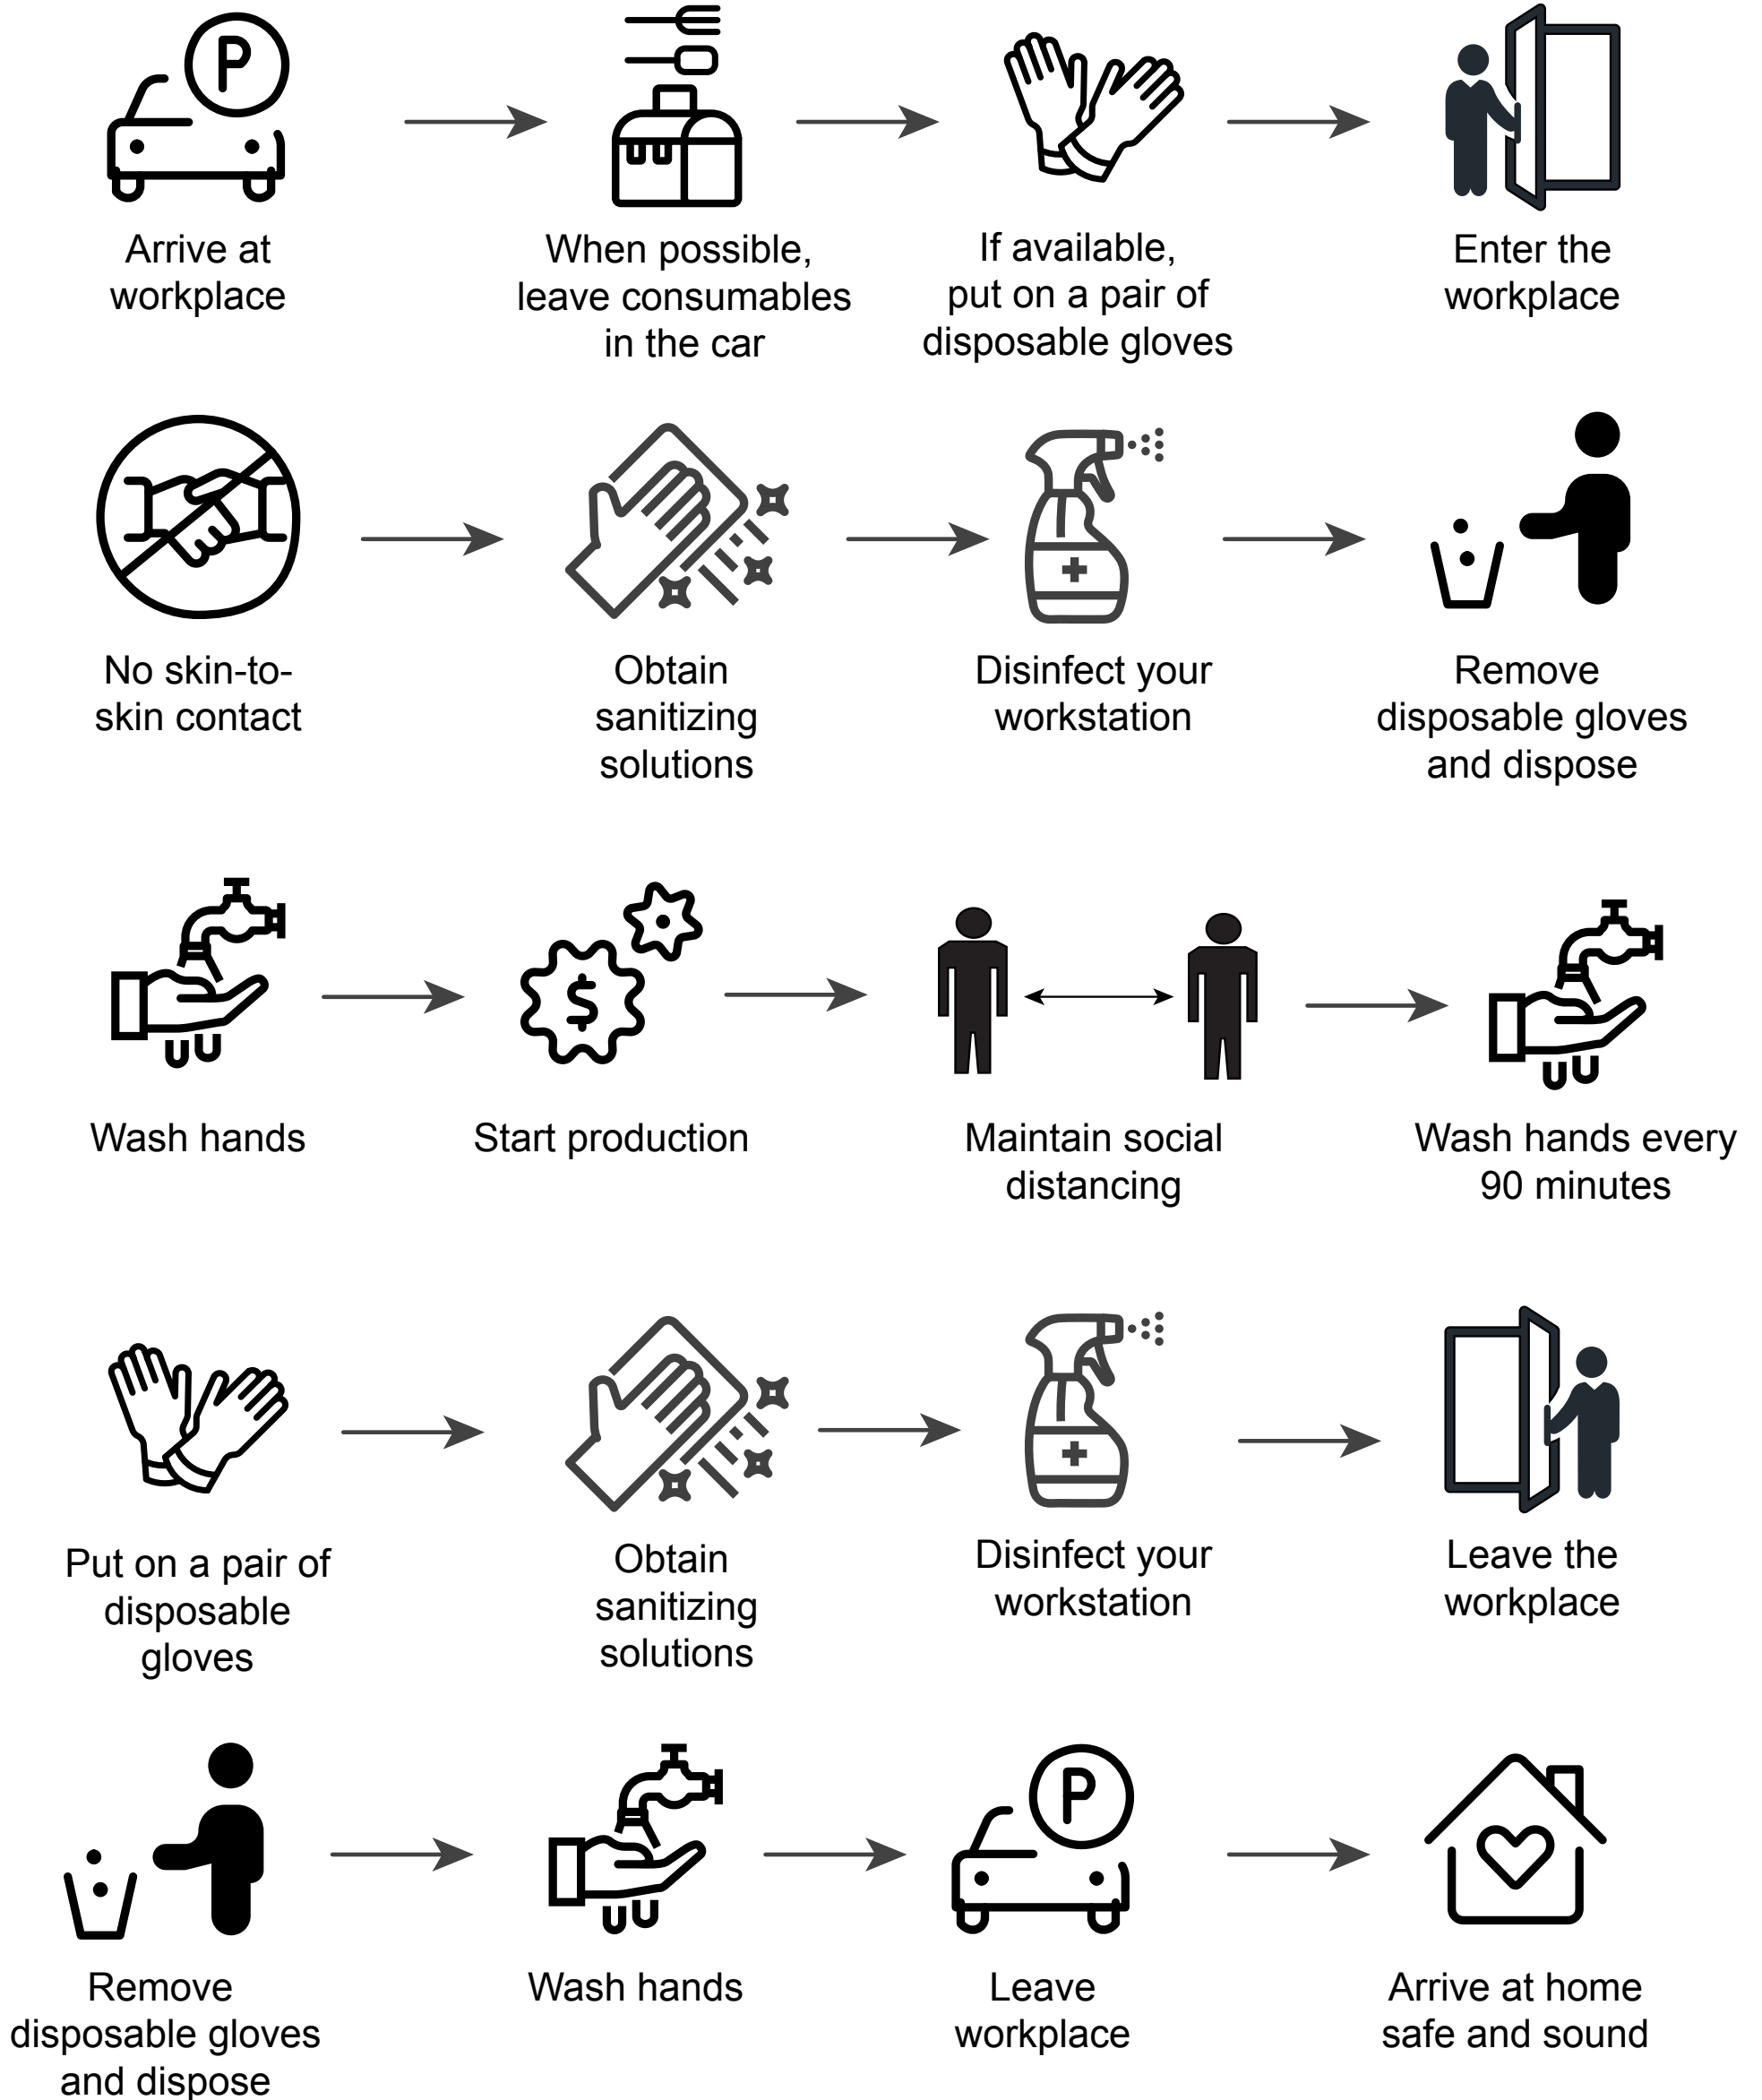 P
Arrive at
workplace
When possible,
leave consumables
in the car
If available,
put on a pair of
disposable gloves
Enter the
workplace
No skin-to-
skin contact
Obtain
sanitizing
solutions
Disinfect your
workstation
Remove
disposable gloves
and dispose
$
Wash hands
Start production
Maintain social
distancing
Wash hands every
90 minutes
Put on a pair of
disposable
gloves
Obtain
sanitizing
solutions
Disinfect your
workstation
Leave the
workplace
Remove
disposable gloves
and dispose
Wash hands
P
Leave
workplace
Arrive at home
safe and sound